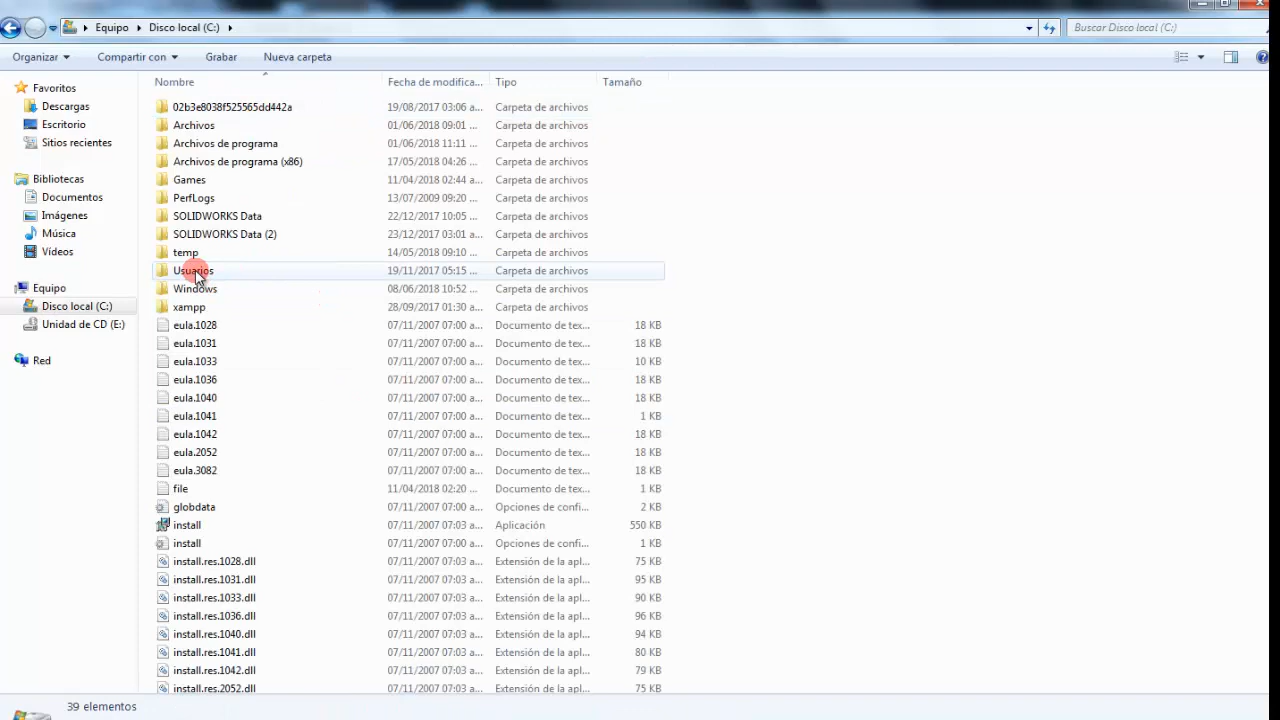 Equipo Disco local (C:)
Buscar Disco local (C:)
Organizar Compartir con Grabar Nueva carpeta
Nombre Fecha de modifica... Tipo Tamaño
Favoritos
Descargas
Escritorio
Sitios recientes
Bibliotecas
Documentos
Imágenes
Música
Vídeos
Equipo
Disco local (C:)
Unidad de CD (E:)
Red
02b3e8038f525565dd442a 19/08/2017 03:06 a... Carpeta de archivos
Archivos 01/06/2018 09:01 ... Carpeta de archivos
Archivos de programa 01/06/2018 11:11 ... Carpeta de archivos
Archivos de programa (x86) 17/05/2018 04:26 ... Carpeta de archivos
Games 11/04/2018 02:44 a... Carpeta de archivos
PerfLogs 13/07/2009 09:20 ... Carpeta de archivos
SOLIDWORKS Data 22/12/2017 10:05 ... Carpeta de archivos
SOLIDWORKS Data (2) 23/12/2017 03:01 a... Carpeta de archivos
temp 14/05/2018 09:10 ... Carpeta de archivos
Usuarios 19/11/2017 05:15 ... Carpeta de archivos
Windows 08/06/2018 10:52 ... Carpeta de archivos
xampp 28/09/2017 01:30 a... Carpeta de archivos
eula.1028 07/11/2007 07:00 a... Documento de tex... 18 KB
eula.1031 07/11/2007 07:00 a... Documento de tex... 18 KB
eula.1033 07/11/2007 07:00 a... Documento de tex... 10 KB
eula.1036 07/11/2007 07:00 a... Documento de tex... 18 KB
eula.1040 07/11/2007 07:00 a... Documento de tex... 18 KB
eula.1041 07/11/2007 07:00 a... Documento de tex... 1 KB
eula.1042 07/11/2007 07:00 a... Documento de tex... 18 KB
eula.2052 07/11/2007 07:00 a... Documento de tex... 18 KB
eula.3082 07/11/2007 07:00 a... Documento de tex... 18 KB
file 11/04/2018 02:20 ... Documento de tex... 1 KB
globdata 07/11/2007 07:00 a... Opciones de confi... 2 KB
install 07/11/2007 07:03 a... Aplicación 550 KB
install 07/11/2007 07:00 a... Opciones de confi... 1 KB
install.res.1028.dll 07/11/2007 07:03 a... Extensión de la apl... 75 KB
install.res.1031.dll 07/11/2007 07:03 a... Extensión de la apl... 95 KB
install.res.1033.dll 07/11/2007 07:03 a... Extensión de la apl... 90 KB
install.res.1036.dll 07/11/2007 07:03 a... Extensión de la apl... 96 KB
install.res.1040.dll 07/11/2007 07:03 a... Extensión de la apl... 94 KB
install.res.1041.dll 07/11/2007 07:03 a... Extensión de la apl... 80 KB
install.res.1042.dll 07/11/2007 07:03 a... Extensión de la apl... 79 KB
install.res.2052.dll 07/11/2007 07:03 a... Extensión de la apl... 75 KB
39 elementos